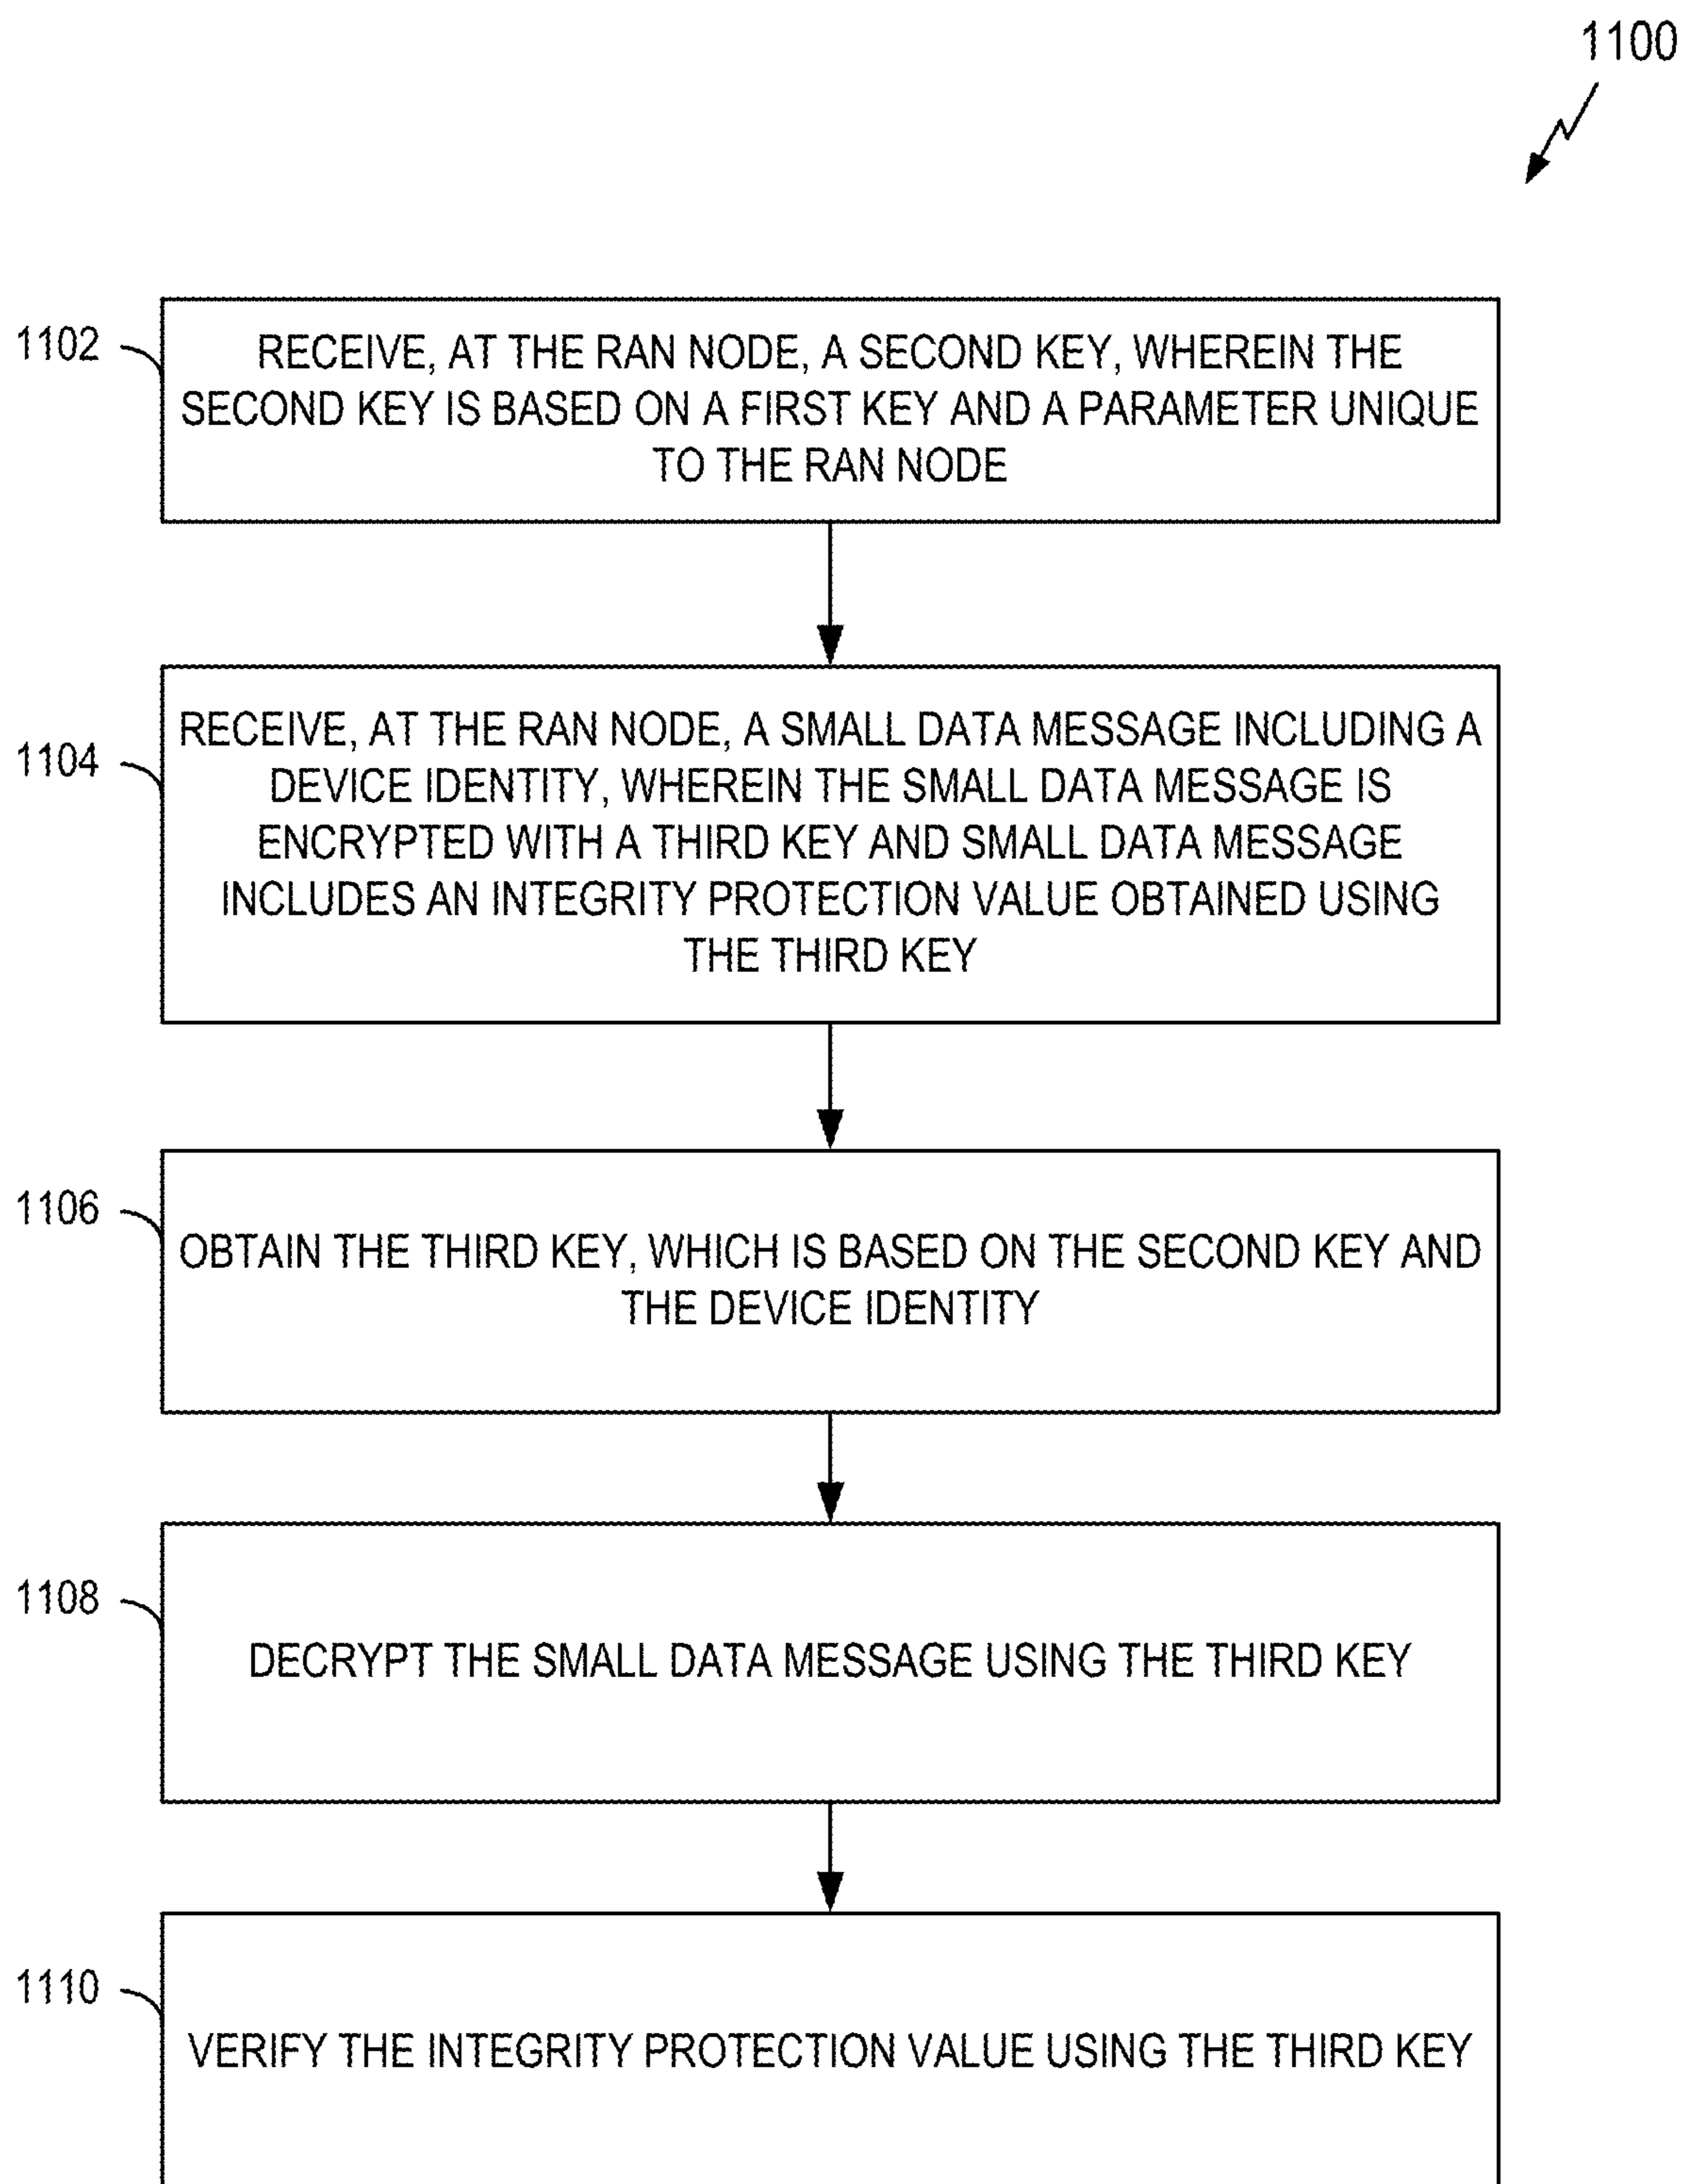 1100
1102
RECEIVE, AT THE RAN NODE, A SECOND KEY, WHEREIN THE
SECOND KEY IS BASED ON A FIRST KEY AND A PARAMETER UNIQUE
TO THE RAN NODE
1104
RECEIVE, AT THE RAN NODE, A SMALL DATA MESSAGE INCLUDING A
DEVICE IDENTITY, WHEREIN THE SMALL DATA MESSAGE IS
ENCRYPTED WITH A THIRD KEY AND SMALL DATA MESSAGE
INCLUDES AN INTEGRITY PROTECTION VALUE OBTAINED USING
THE THIRD KEY
1106
OBTAIN THE THIRD KEY, WHICH IS BASED ON THE SECOND KEY AND
THE DEVICE IDENTITY
1108
DECRYPT THE SMALL DATA MESSAGE USING THE THIRD KEY
1110
VERIFY THE INTEGRITY PROTECTION VALUE USING THE THIRD KEY